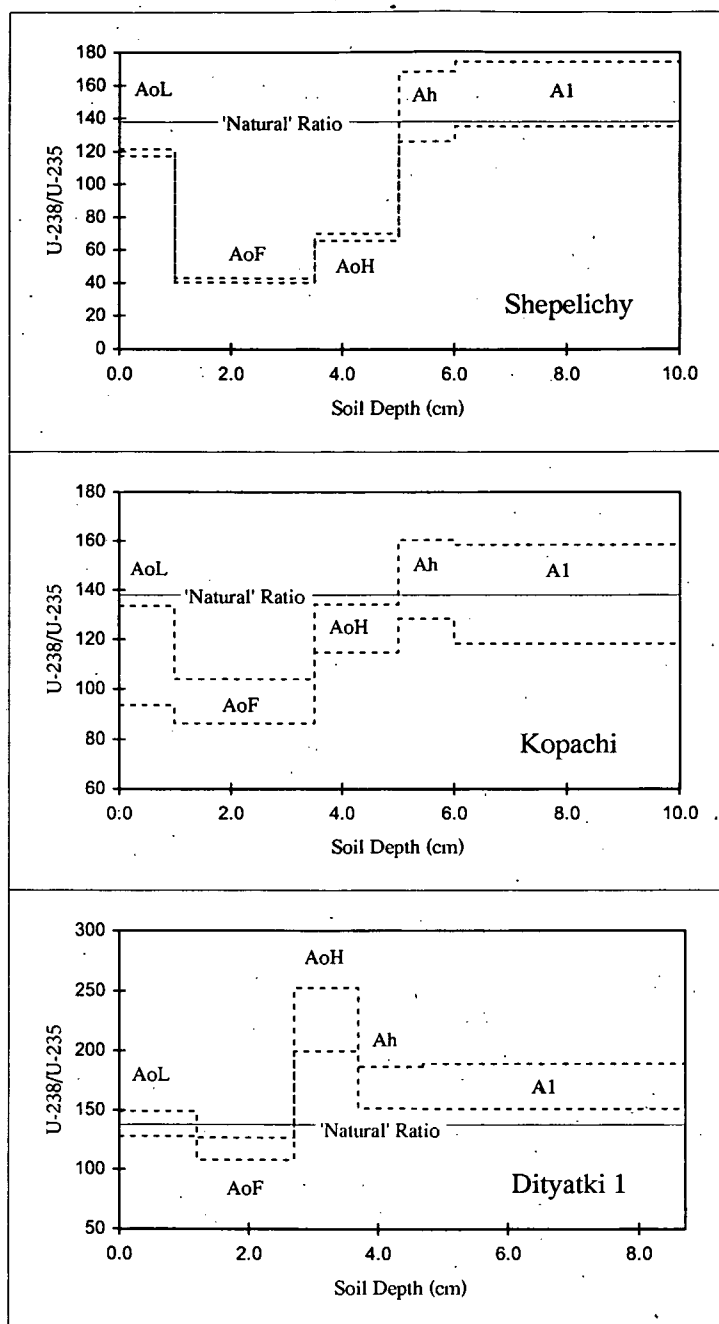 180
160
140
120
100
80
60
40
20
0
U-238/U-235
AoL
'Natural' Ratio
AoF
AoH
Ah
A1
Shepelichy
0.0 2.0 4.0 6.0 8.0 10.0
Soil Depth (cm)
180
160
140
120
100
80
60
U-238/U-235
AoL
'Natural' Ratio
AoF
AoH
Ah
A1
Kopachi
0.0 2.0 4.0 6.0 8.0 10.0
Soil Depth (cm)
300
250
200
150
100
50
U-238/U-235
AoH
AoL
Ah
A1
'Natural' Ratio
AoF
Dityatki 1
0.0 2.0 4.0 6.0 8.0
Soil Depth (cm)